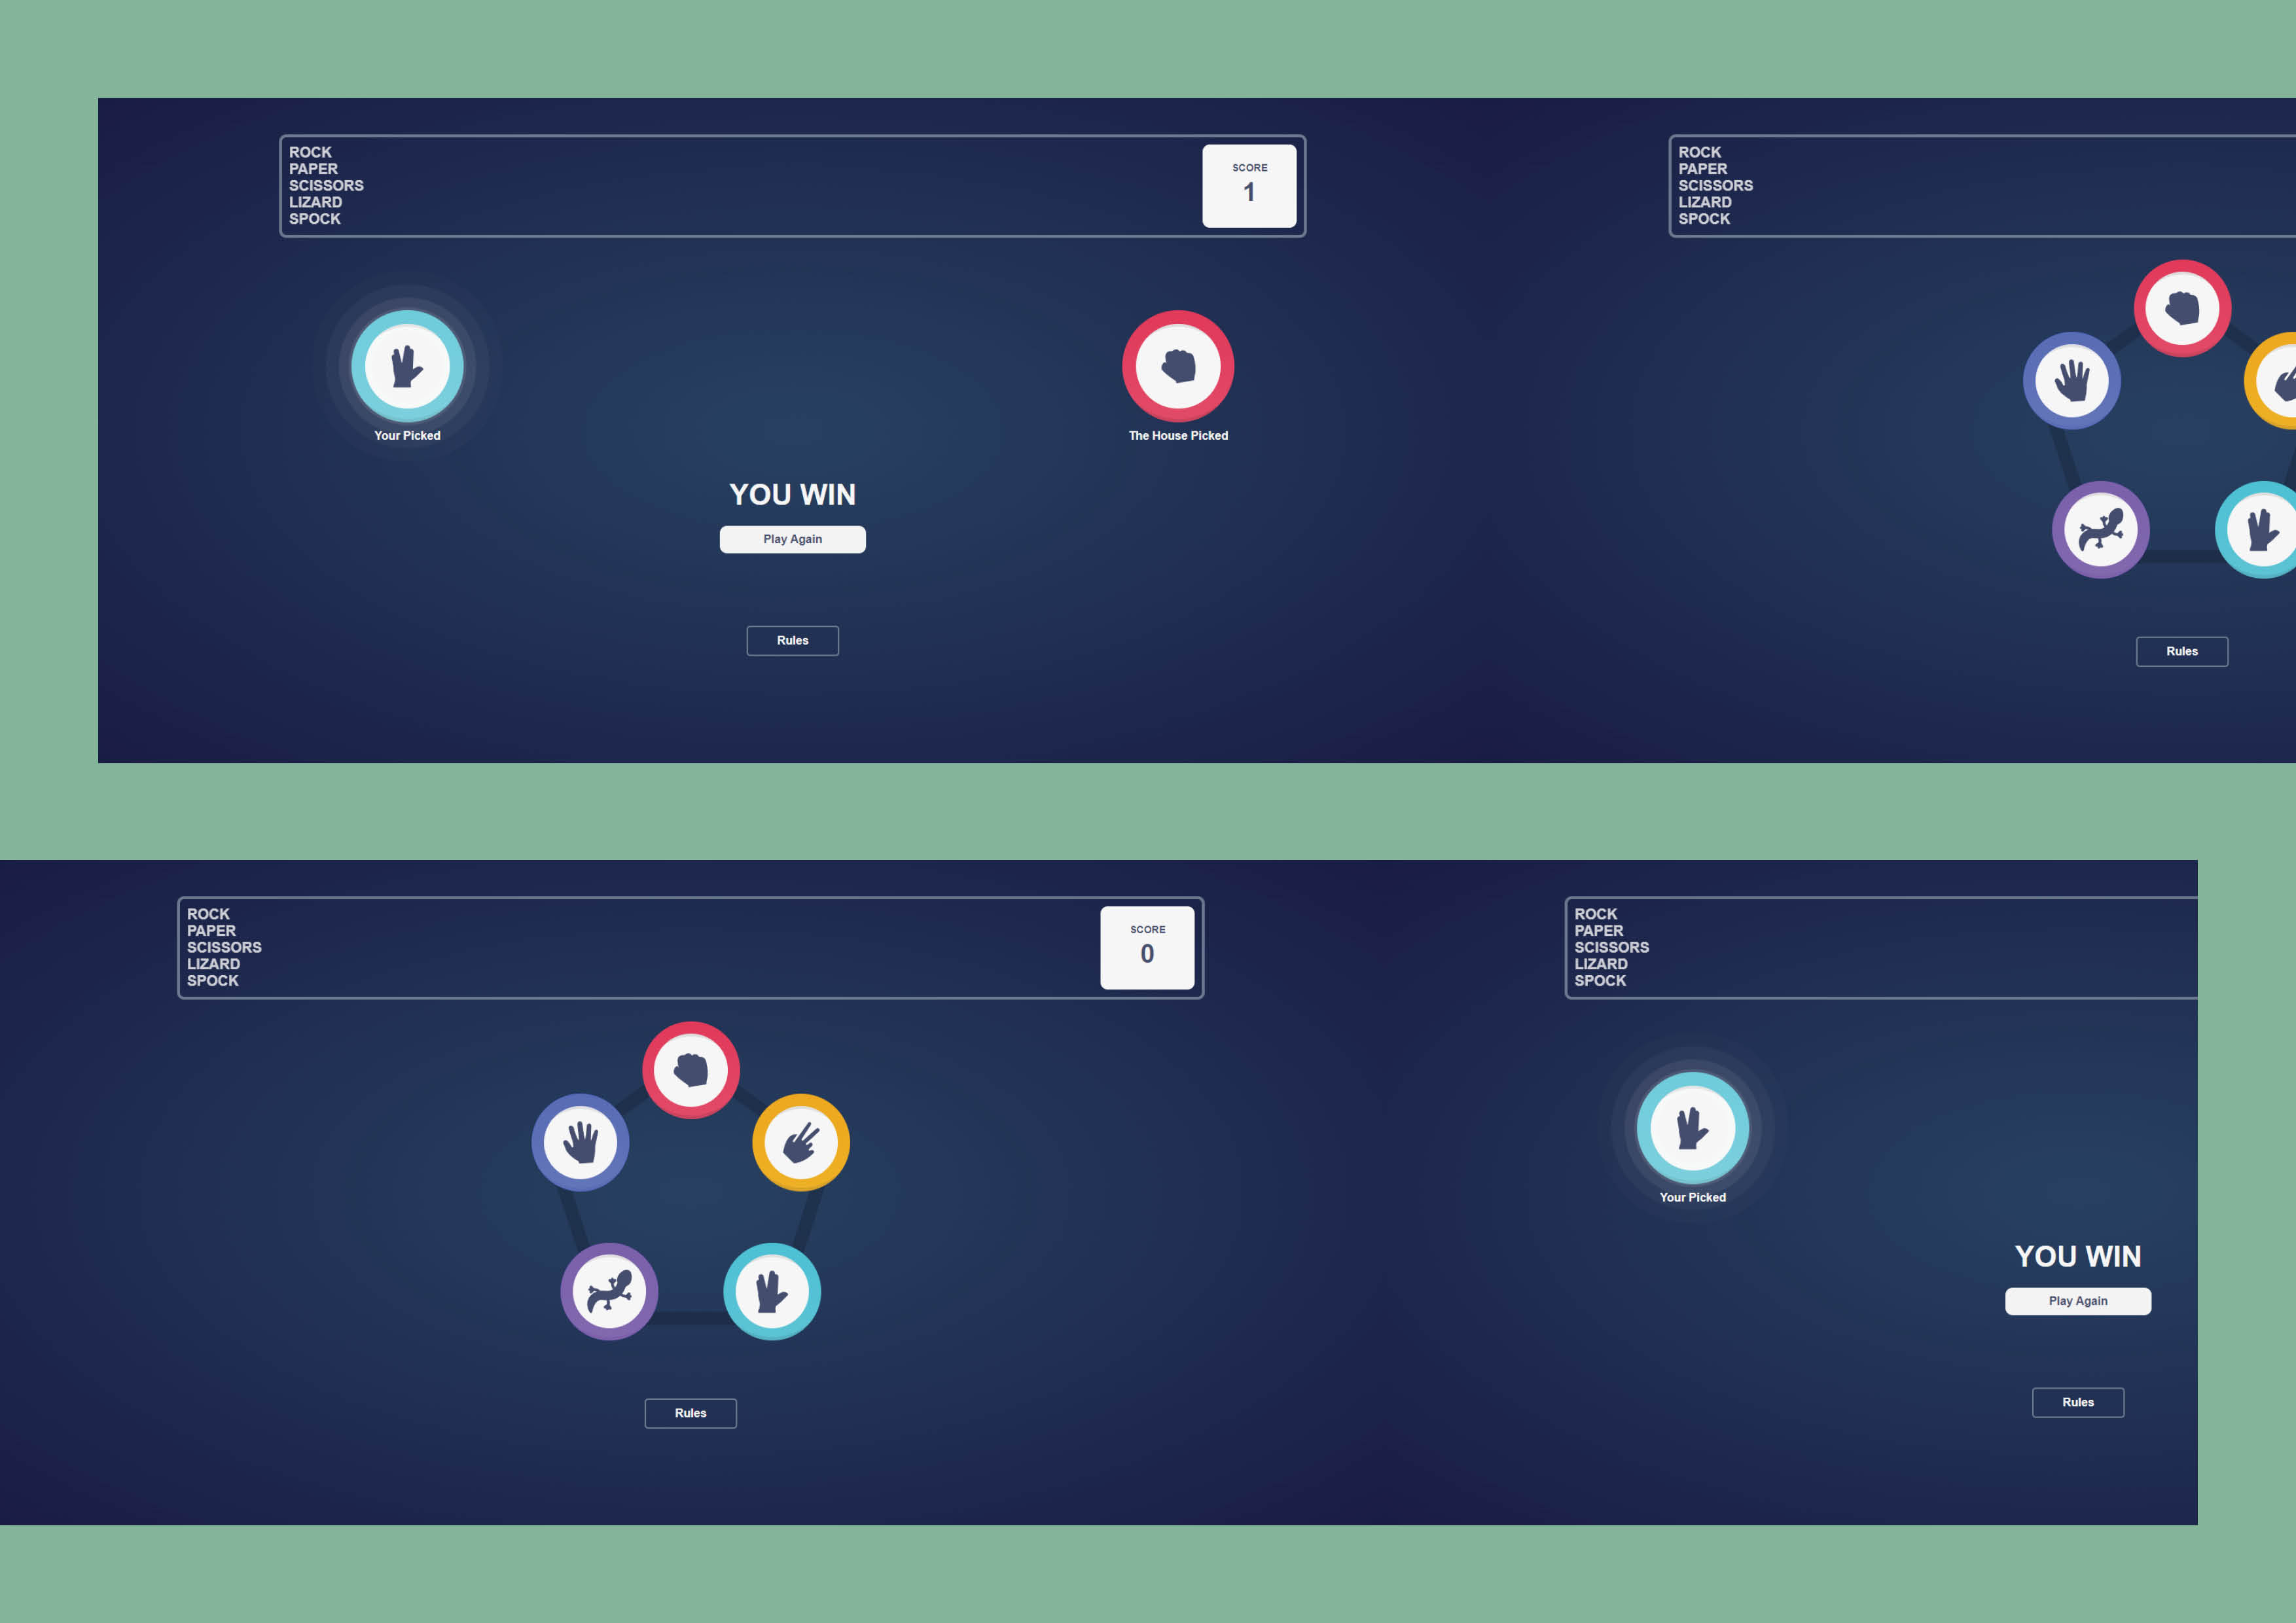 ROCK
PAPER
SCISSORS
LIZARD
SPOCK
SCORE
1
Your Picked
The House Picked
YOU WIN
Play Again
Rules
ROCK
PAPER
SCISSORS
LIZARD
SPOCK
Rules
ROCK
PAPER
SCISSORS
LIZARD
SPOCK
SCORE
0
Rules
ROCK
PAPER
SCISSORS
LIZARD
SPOCK
Your Picked
YOU WIN
Play Again
Rules